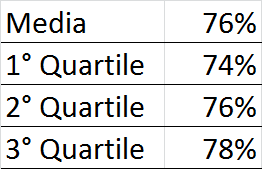 Media 76%
1° Quartile 74%
2° Quartile 76%
3° Quartile 78%